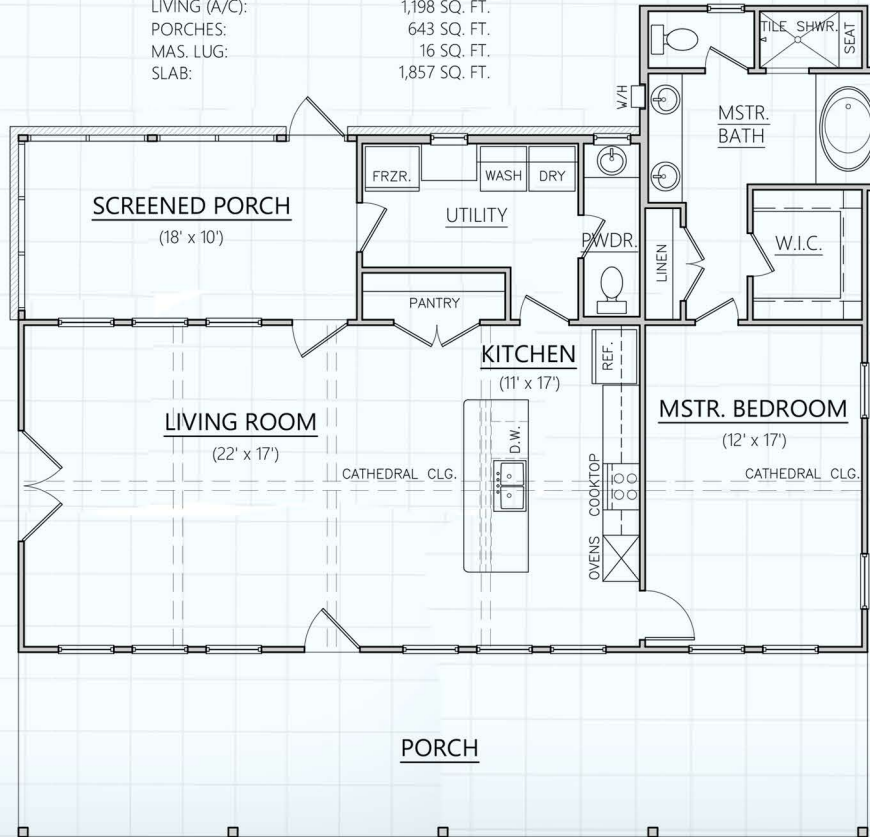 LIVING (A/C): 1,198 SQ. FT.
PORCHES: 643 SQ. FT.
MAS. LUG: 16 SQ. FT.
SLAB: 1,857 SQ. FT.
TILE SHWR.
SEAT
W/H
MSTR.
BATH
FRZR.
WASH
DRY
SCREENED PORCH
(18' x 10')
UTILITY
PWDR.
LINEN
W.I.C.
PANTRY
KITCHEN
(11' x 17')
REF.
LIVING ROOM
(22' x 17')
MSTR. BEDROOM
(12' x 17')
D.W.
CATHEDRAL CLG.
COOKTOP
CATHEDRAL CLG.
OVENS
PORCH